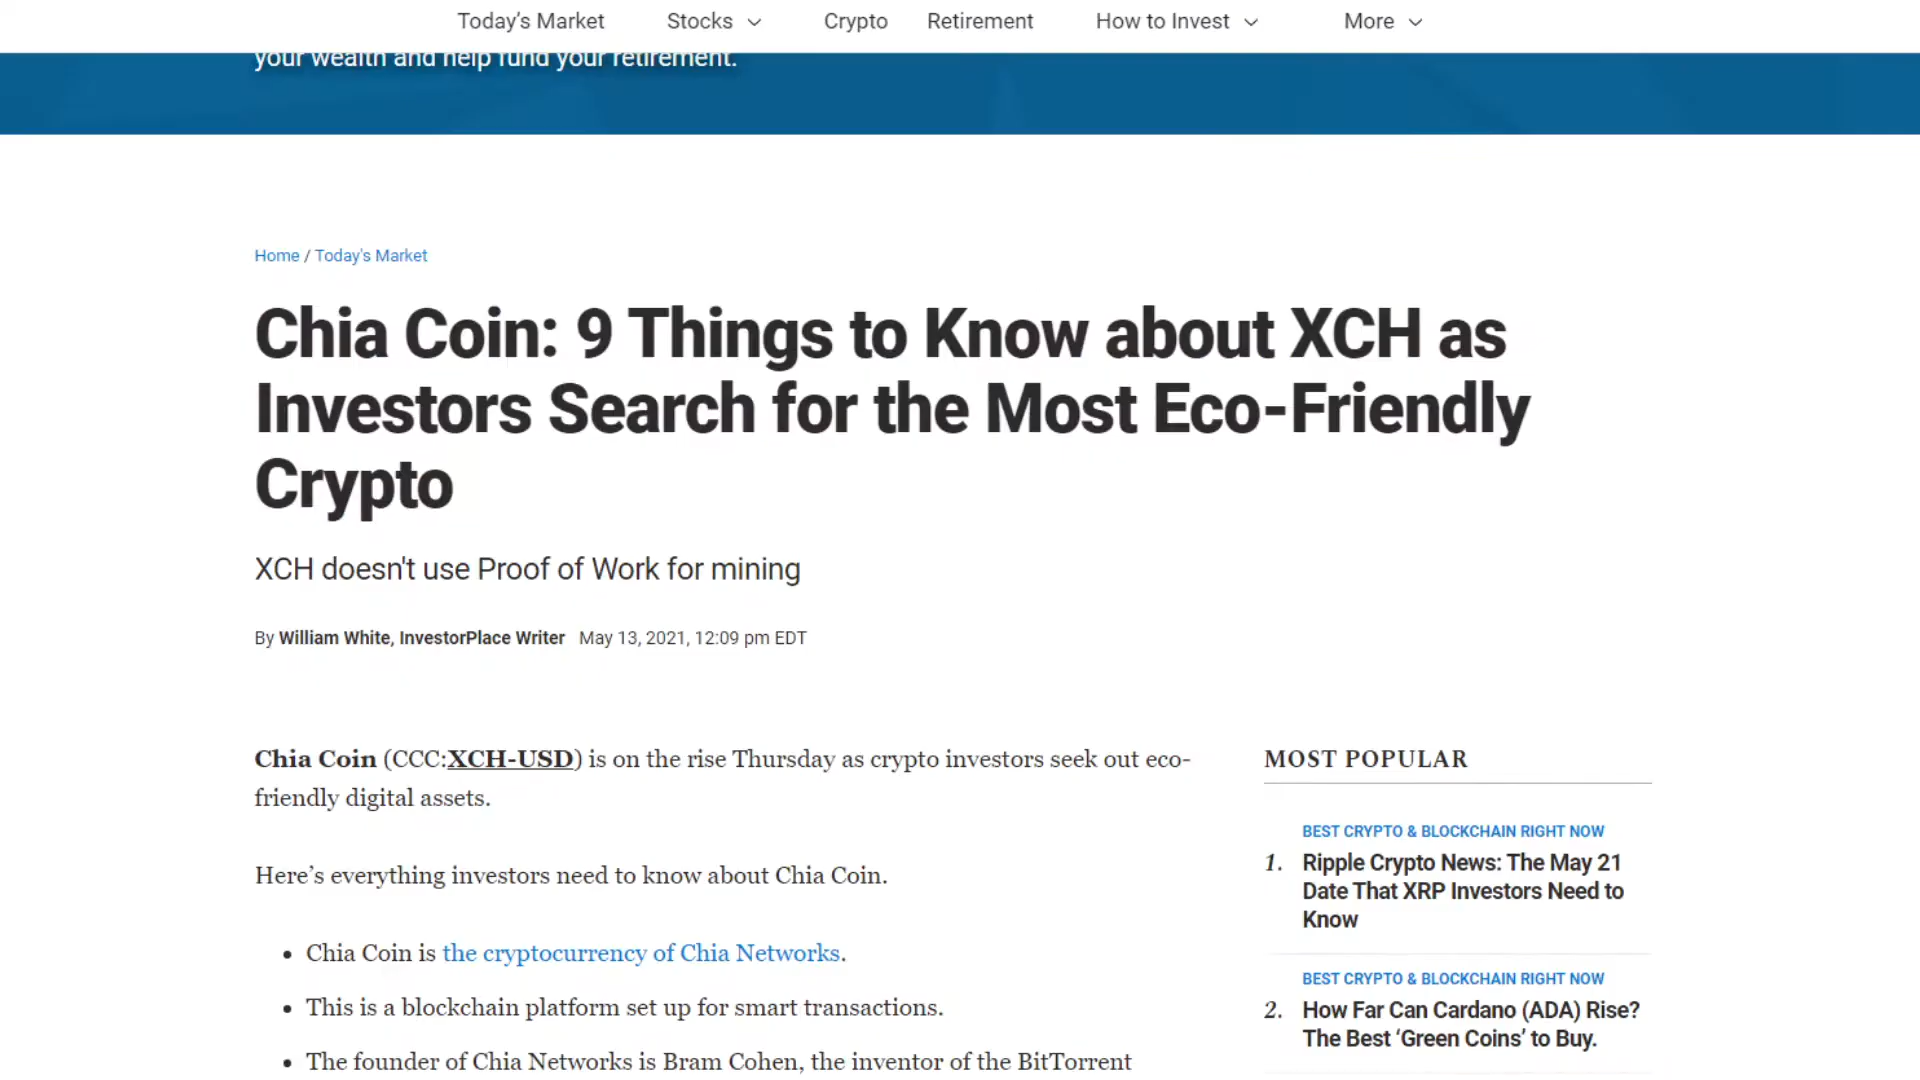 Today's Market Stocks Crypto Retirement How to Invest More
your wealth and help fund your retirement.
Home / Today's Market
Chia Coin: 9 Things to Know about XCH as
Investors Search for the Most Eco-Friendly
Crypto
XCH doesn't use Proof of Work for mining
By William White, InvestorPlace Writer May 13, 2021, 12:09 pm EDT
Chia Coin (CCC:XCH-USD) is on the rise Thursday as crypto investors seek out eco-
friendly digital assets.
Here’s everything investors need to know about Chia Coin.
• Chia Coin is the cryptocurrency of Chia Networks.
• This is a blockchain platform set up for smart transactions.
• The founder of Chia Networks is Bram Cohen, the inventor of the BitTorrent
MOST POPULAR
BEST CRYPTO & BLOCKCHAIN RIGHT NOW
1. Ripple Crypto News: The May 21
Date That XRP Investors Need to
Know
BEST CRYPTO & BLOCKCHAIN RIGHT NOW
2. How Far Can Cardano (ADA) Rise?
The Best ‘Green Coins’ to Buy.